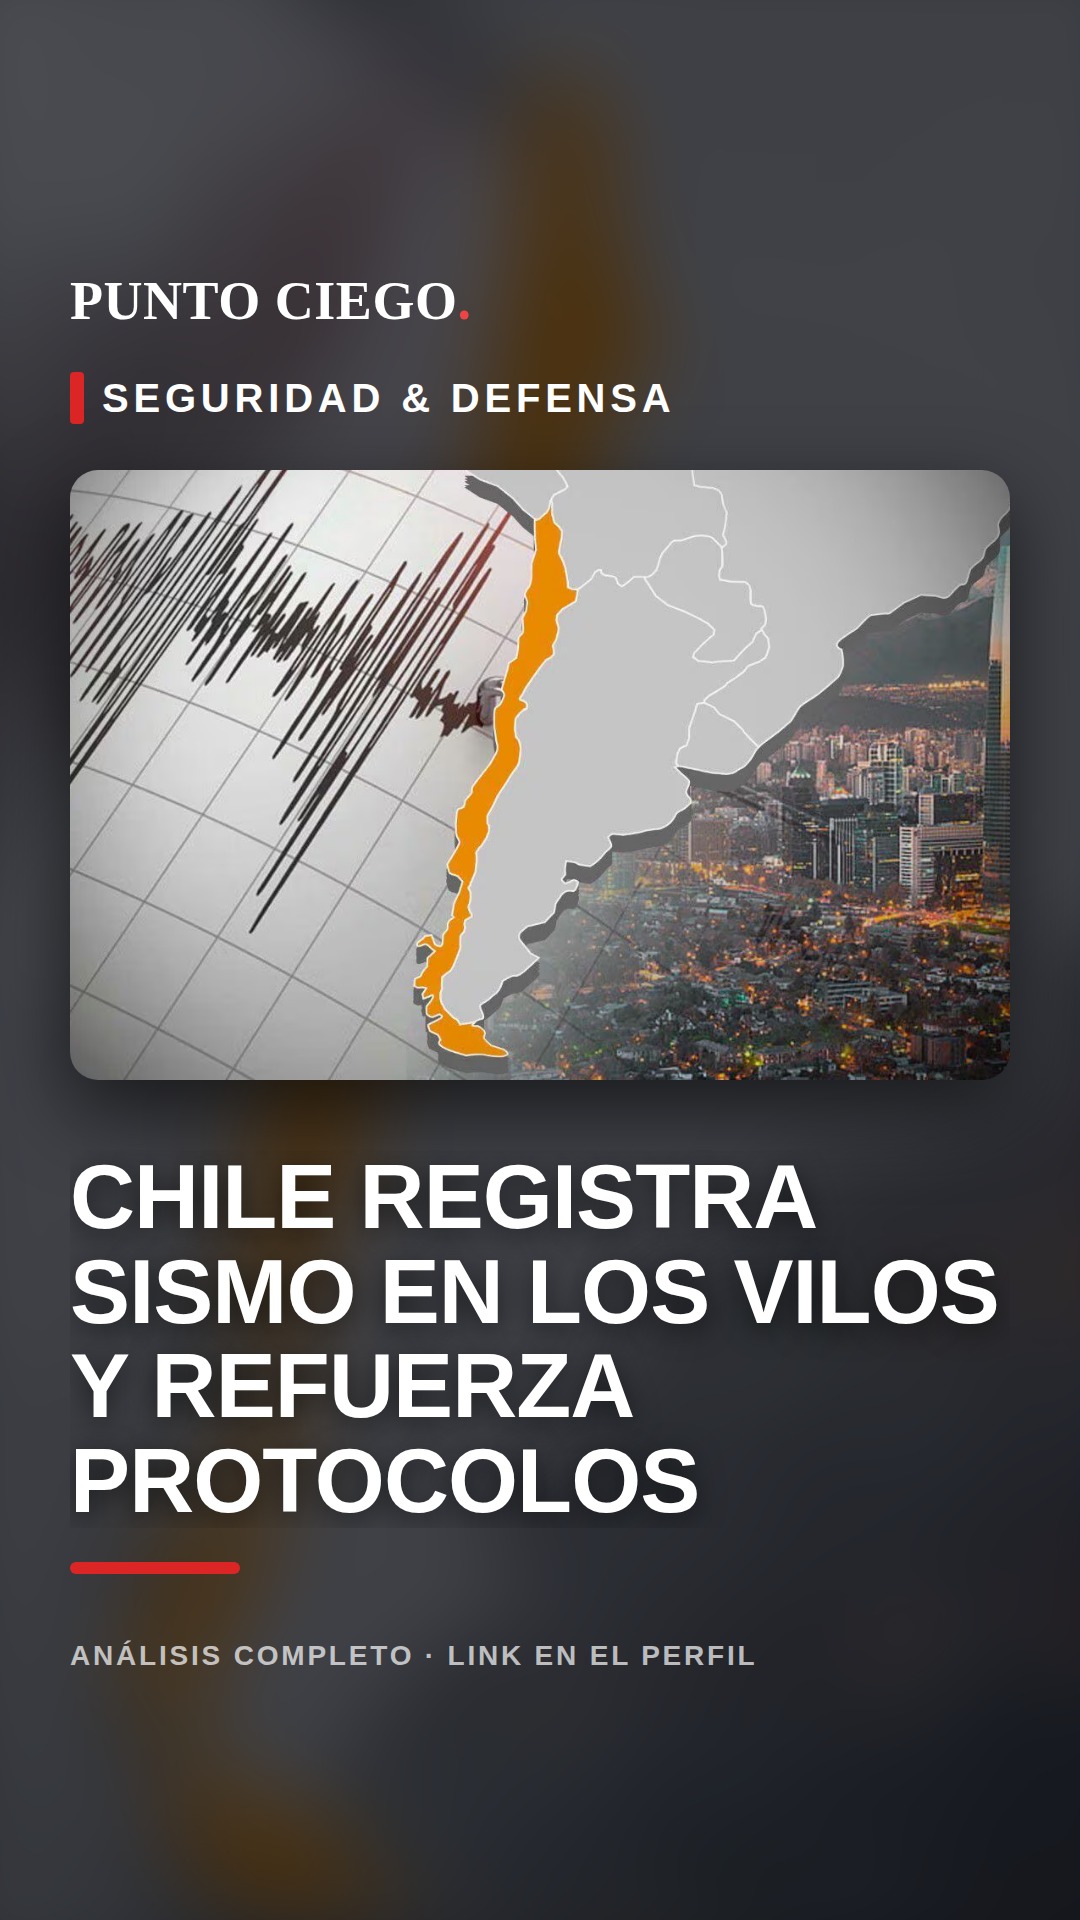 PUNTO CIEGO.
SEGURIDAD & DEFENSA
CHILE REGISTRA
SISMO EN LOS VILOS
Y REFUERZA
PROTOCOLOS
ANÁLISIS COMPLETO · LINK EN EL PERFIL